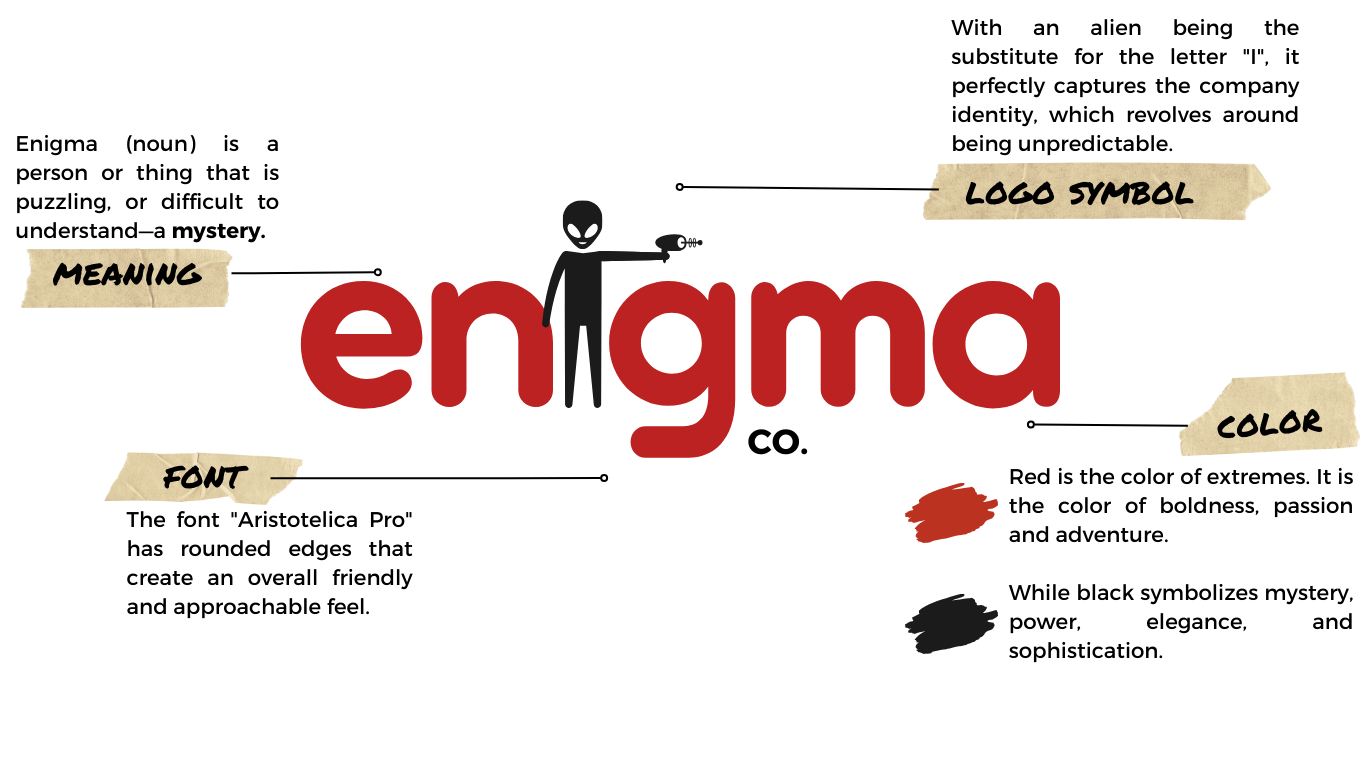 With an alien being the
substitute for the letter "I", it
perfectly captures the company
identity, which revolves around
being unpredictable.
LOGO SYMBOL
Enigma (noun) is a
person or thing that is
puzzling, or difficult to
understand—a mystery.
MEANING
enigma
co.
COLOR
Red is the color of extremes. It is
the color of boldness, passion
and adventure.
While black symbolizes mystery,
power, elegance, and
sophistication.
FONT
The font "Aristotelica Pro"
has rounded edges that
create an overall friendly
and approachable feel.